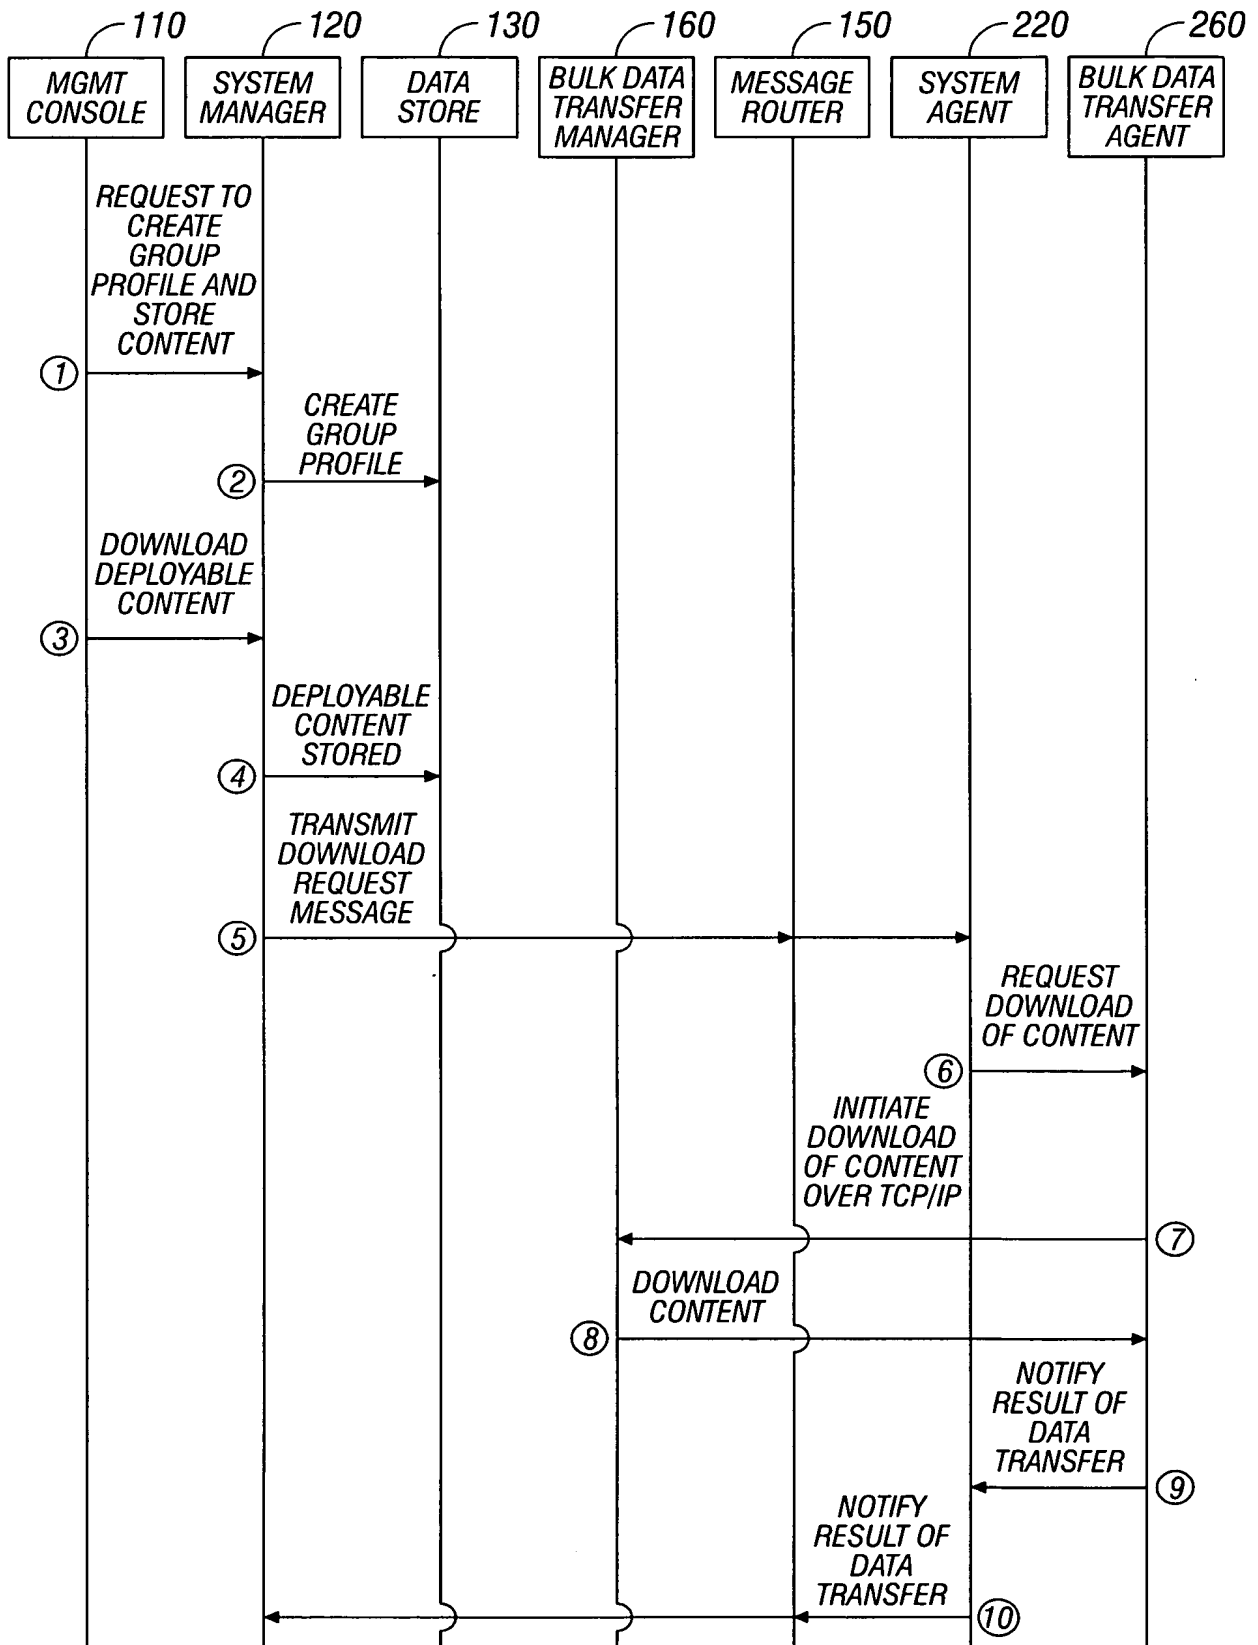 110 120 130 160 150 220 260
MGMT
CONSOLE
SYSTEM
MANAGER
DATA
STORE
BULK DATA
TRANSFER
MANAGER
MESSAGE
ROUTER
SYSTEM
AGENT
BULK DATA
TRANSFER
AGENT
REQUEST TO
CREATE
GROUP
PROFILE AND
STORE
CONTENT
1
CREATE
GROUP
PROFILE
2
DOWNLOAD
DEPLOYABLE
CONTENT
3
DEPLOYABLE
CONTENT
STORED
4
TRANSMIT
DOWNLOAD
REQUEST
MESSAGE
5
REQUEST
DOWNLOAD
OF CONTENT
6
INITIATE
DOWNLOAD
OF CONTENT
OVER TCP/IP
7
DOWNLOAD
CONTENT
8
NOTIFY
RESULT OF
DATA
TRANSFER
9
NOTIFY
RESULT OF
DATA
TRANSFER
10